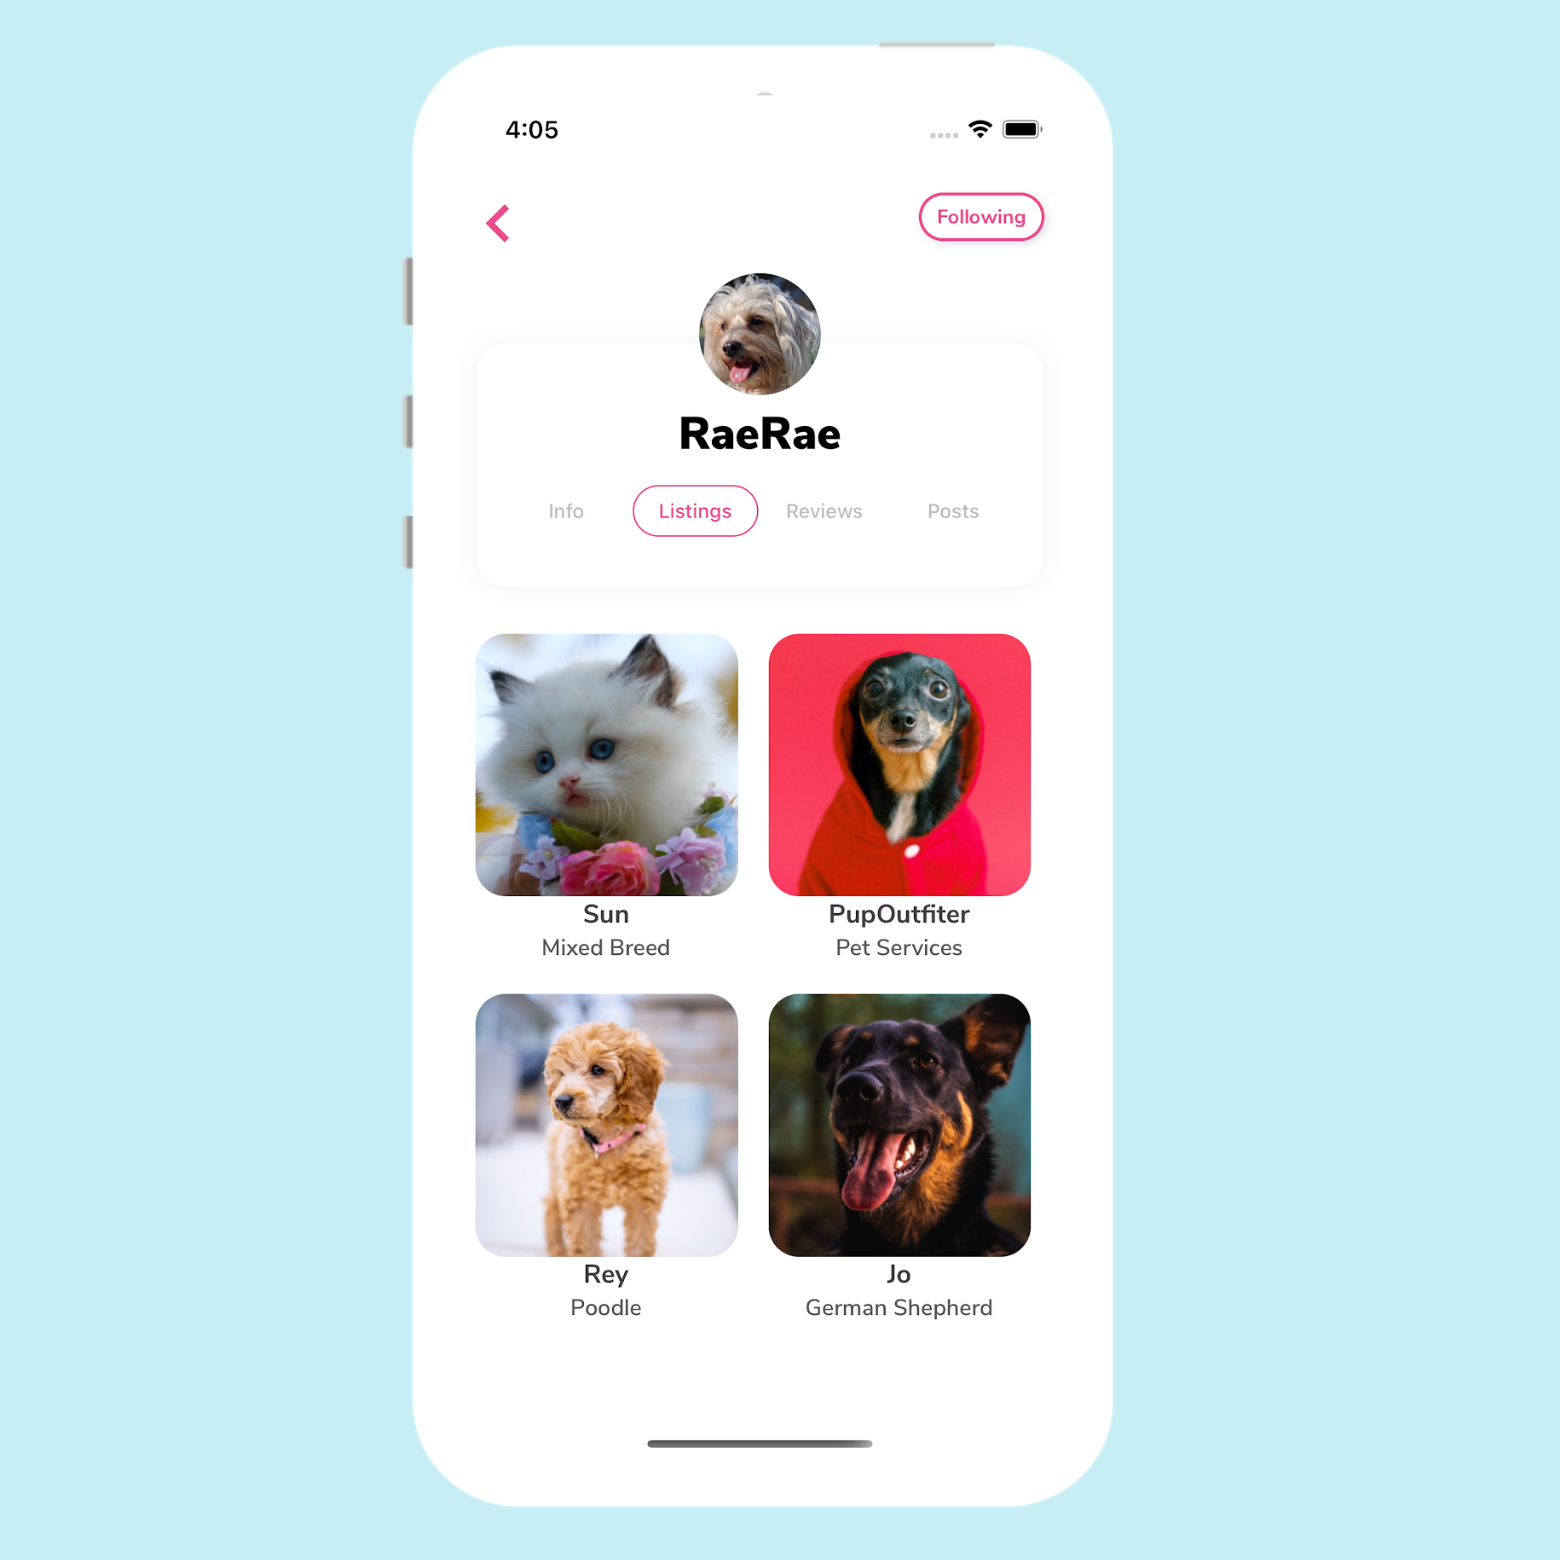 4:05
Following
RaeRae
Info Listings Reviews Posts
Sun PupOutfiter
Mixed Breed Pet Services
Rey Jo
Poodle German Shepherd